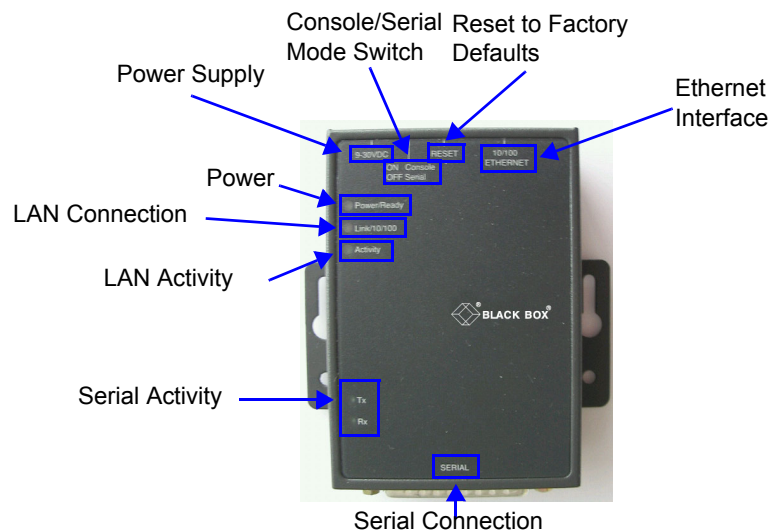 Console/Serial
Mode Switch
Reset to Factory
Defaults
Power Supply
Ethernet
Interface
9-30VDC
RESET
10/100
ETHERNET
ON Console
OFF Serial
Power
Power/Ready
LAN Connection
Link/10/100
Activity
LAN Activity
BLACK BOX®
Serial Activity
Tx
Rx
SERIAL
Serial Connection